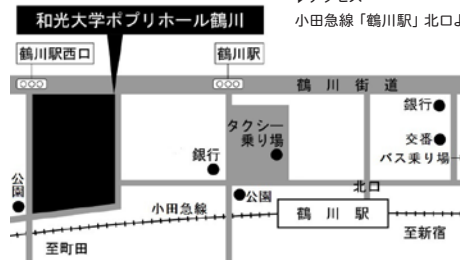 和光大学ポプリホール鶴川
小田急線「鶴川駅」北口よ
鶴川駅西口
鶴川駅
鶴川街道
銀行
タクシー
乗り場
交番
銀行
バス乗り場
公園
北口
公園
小田急線
鶴川駅
至新宿
至町田